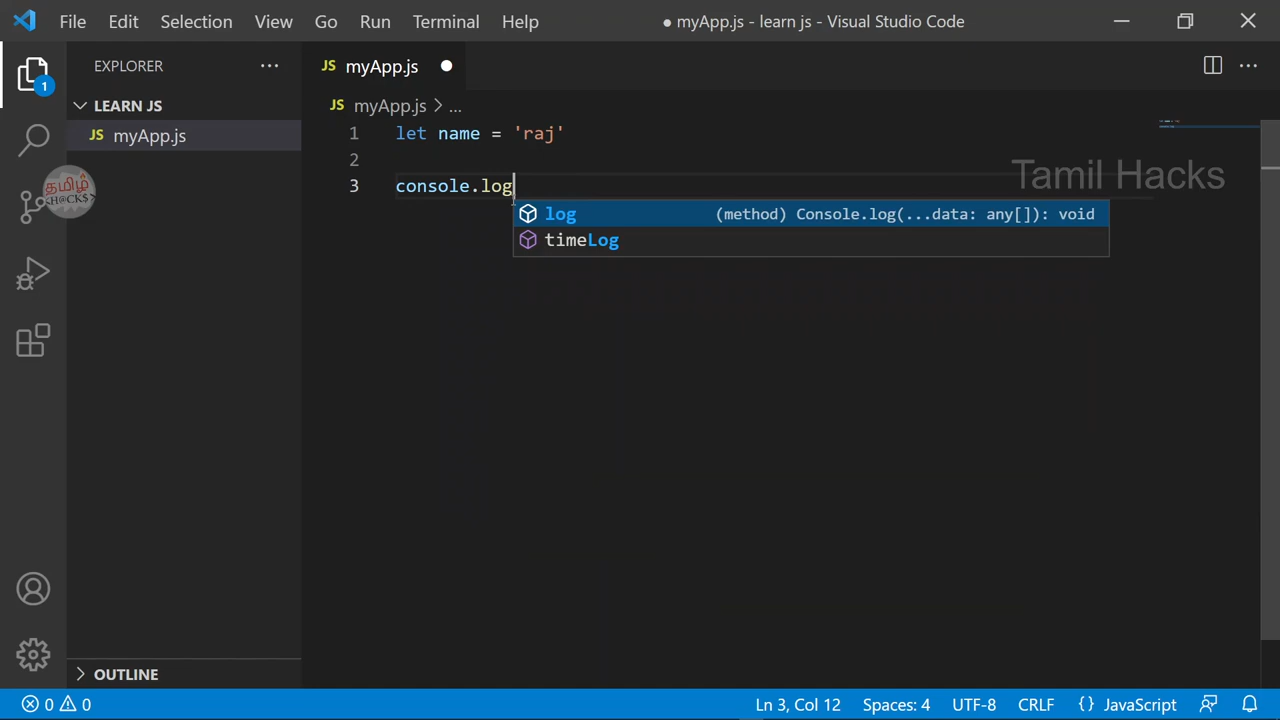 File Edit Selection View Go Run Terminal Help ● myApp.js - learn js - Visual Studio Code
EXPLORER
LEARN JS
JS myApp.js
OUTLINE
1
JS myApp.js
JS myApp.js > ...
Tamil Hacks
தமிழ்
<H@CKS>
1 let name = 'raj'
2
3 console.log
log (method) Console.log(...data: any[]): void
timeLog
0 0 Ln 3, Col 12 Spaces: 4 UTF-8 CRLF {} JavaScript